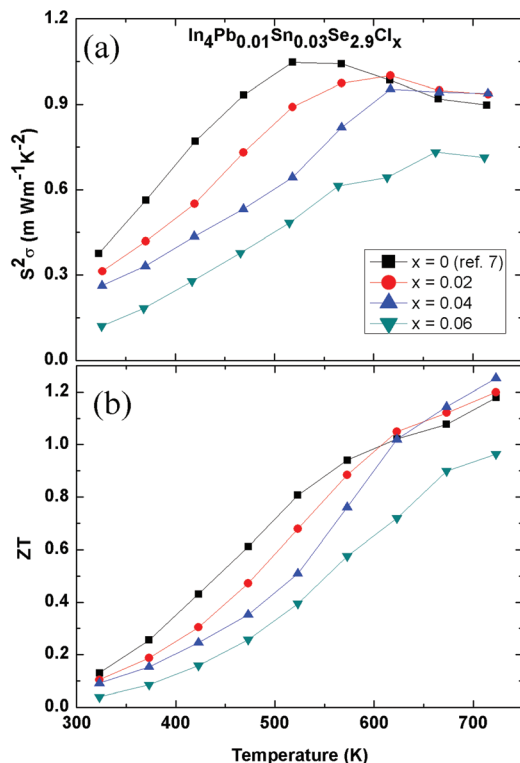 (a)
In4Pb0.01Sn0.03Se2.9Clx
1.2
0.9
0.6
0.3
0.0
S²σ (m Wm⁻¹K⁻²)
x = 0 (ref. 7)
x = 0.02
x = 0.04
x = 0.06
(b)
1.2
1.0
0.8
0.6
0.4
0.2
0.0
ZT
300 400 500 600 700
Temperature (K)